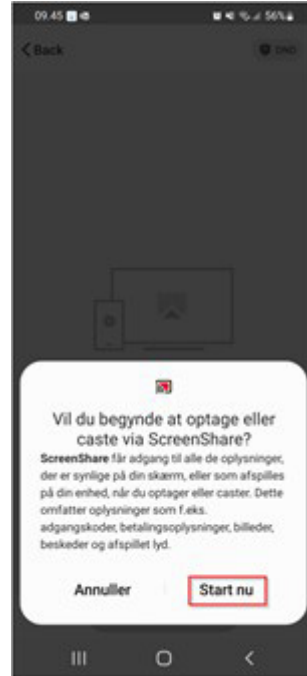 09.45
56%
Back
END
Vil du begynde at optage eller
caste via ScreenShare?
ScreenShare får adgang til alle de oplysninger,
der er synlige på din skærm, eller som afspilles
på din enhed, når du optager eller caster. Dette
omfatter oplysninger som f.eks.
adgangskoder, betalingsoplysninger, billeder,
beskeder og afspillet lyd.
Annuller
Start nu